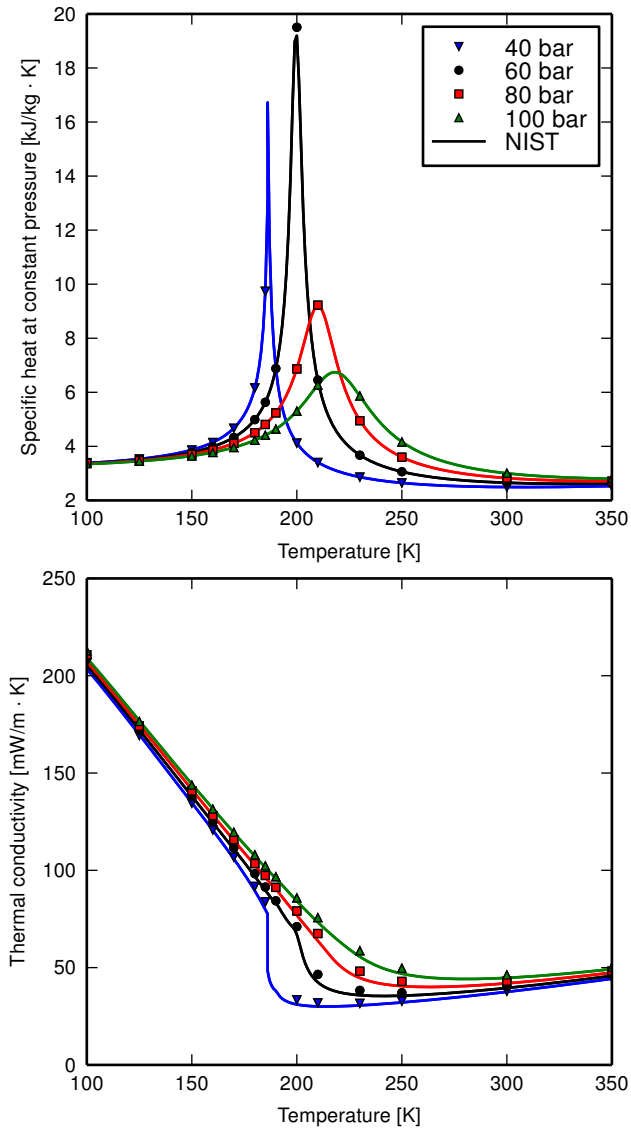 20
18
16
14
12
10
8
6
4
2
Specific heat at constant pressure [kJ/kg · K]
40 bar
60 bar
80 bar
100 bar
NIST
100 150 200 250 300 350
Temperature [K]
250
200
150
100
50
0
Thermal conductivity [mW/m · K]
100 150 200 250 300 350
Temperature [K]